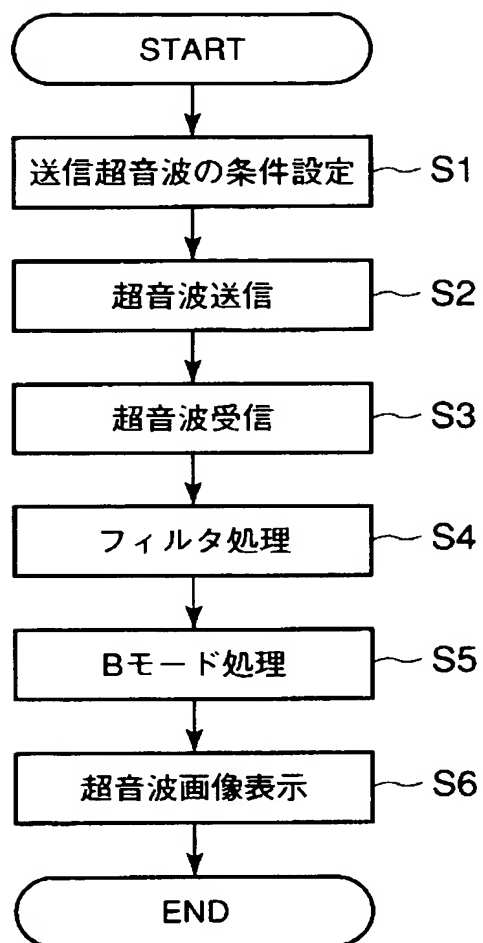 START
送信超音波の条件設定 S1
超音波送信 S2
超音波受信 S3
フィルタ処理 S4
Bモード処理 S5
超音波画像表示 S6
END